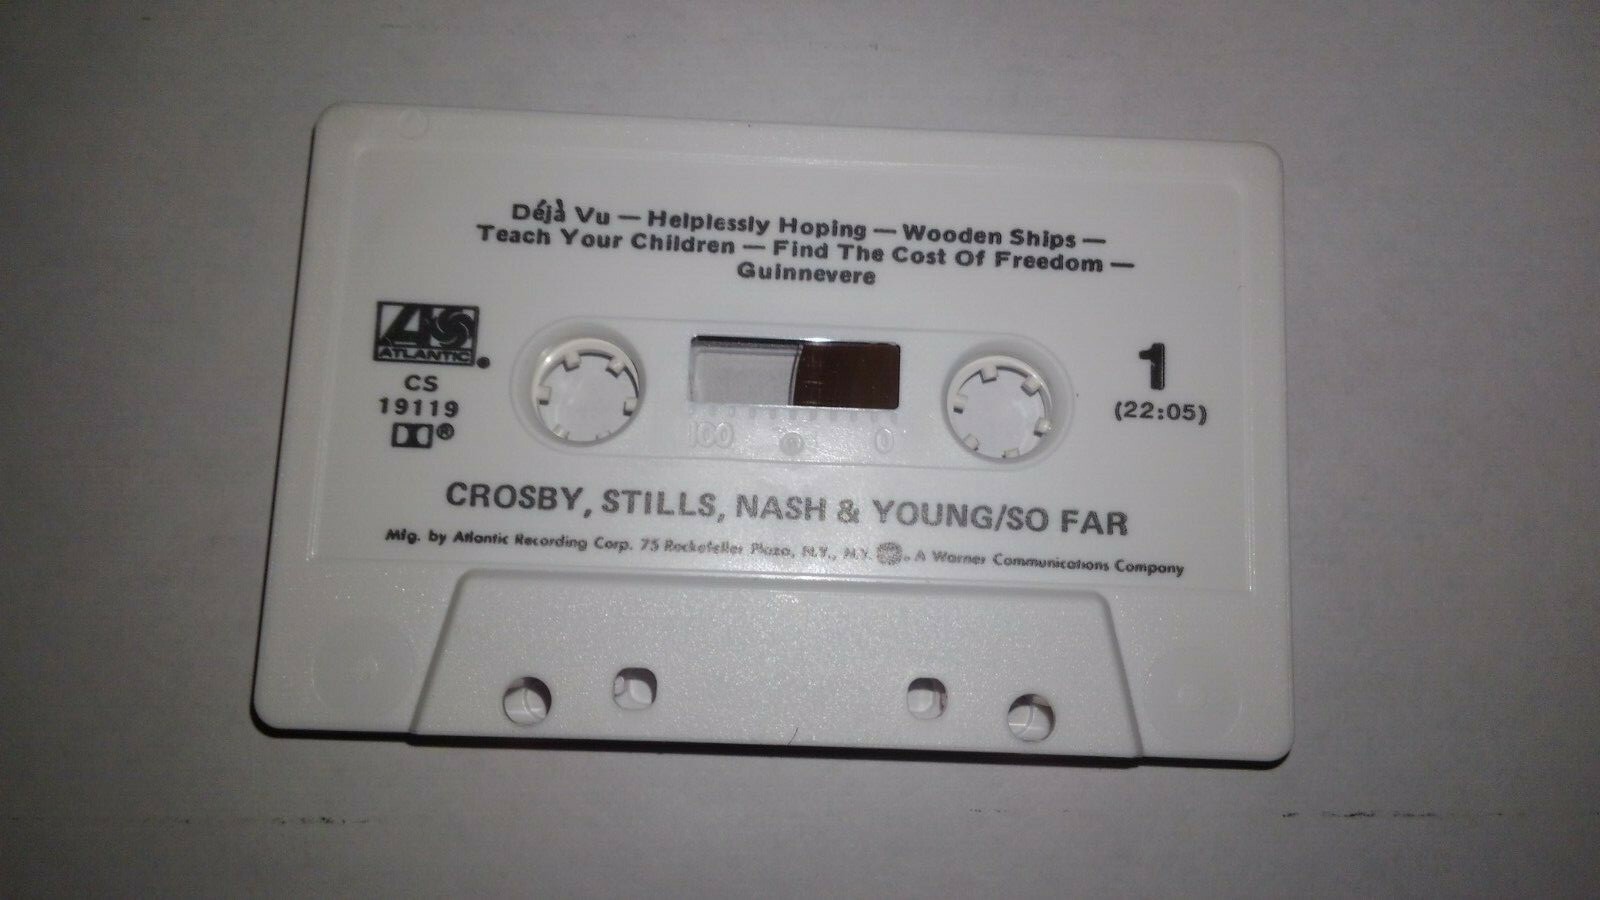 Déjà Vu — Helplessly Hoping — Wooden Ships —
Teach Your Children — Find The Cost Of Freedom —
Guinnevere
ATLANTIC
CS
19119
®
1
(22:05)
100 0
CROSBY, STILLS, NASH & YOUNG/SO FAR
Mfg. by Atlantic Recording Corp. 75 Rockefeller Plaza, N.Y., N.Y. A Warner Communications Company